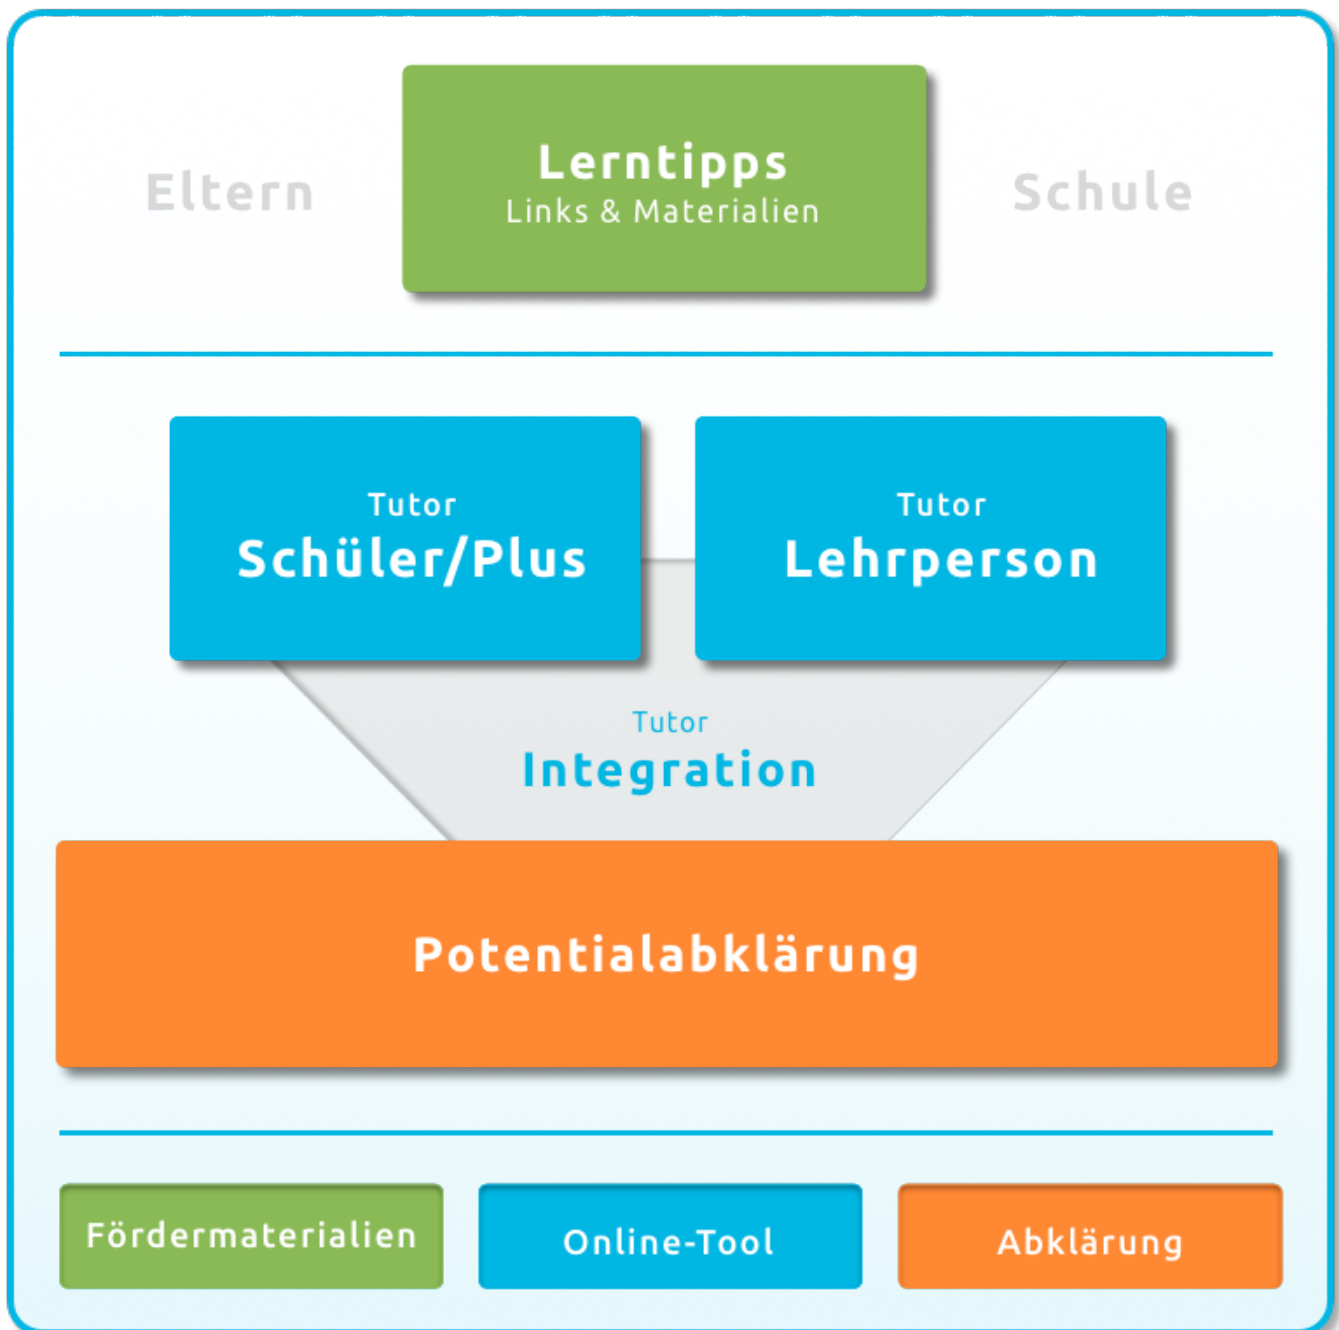 Eltern
Lerntipps
Links & Materialien
Schule
Tutor
Schüler/Plus
Tutor
Lehrperson
Tutor
Integration
Potentialabklärung
Fördermaterialien
Online-Tool
Abklärung